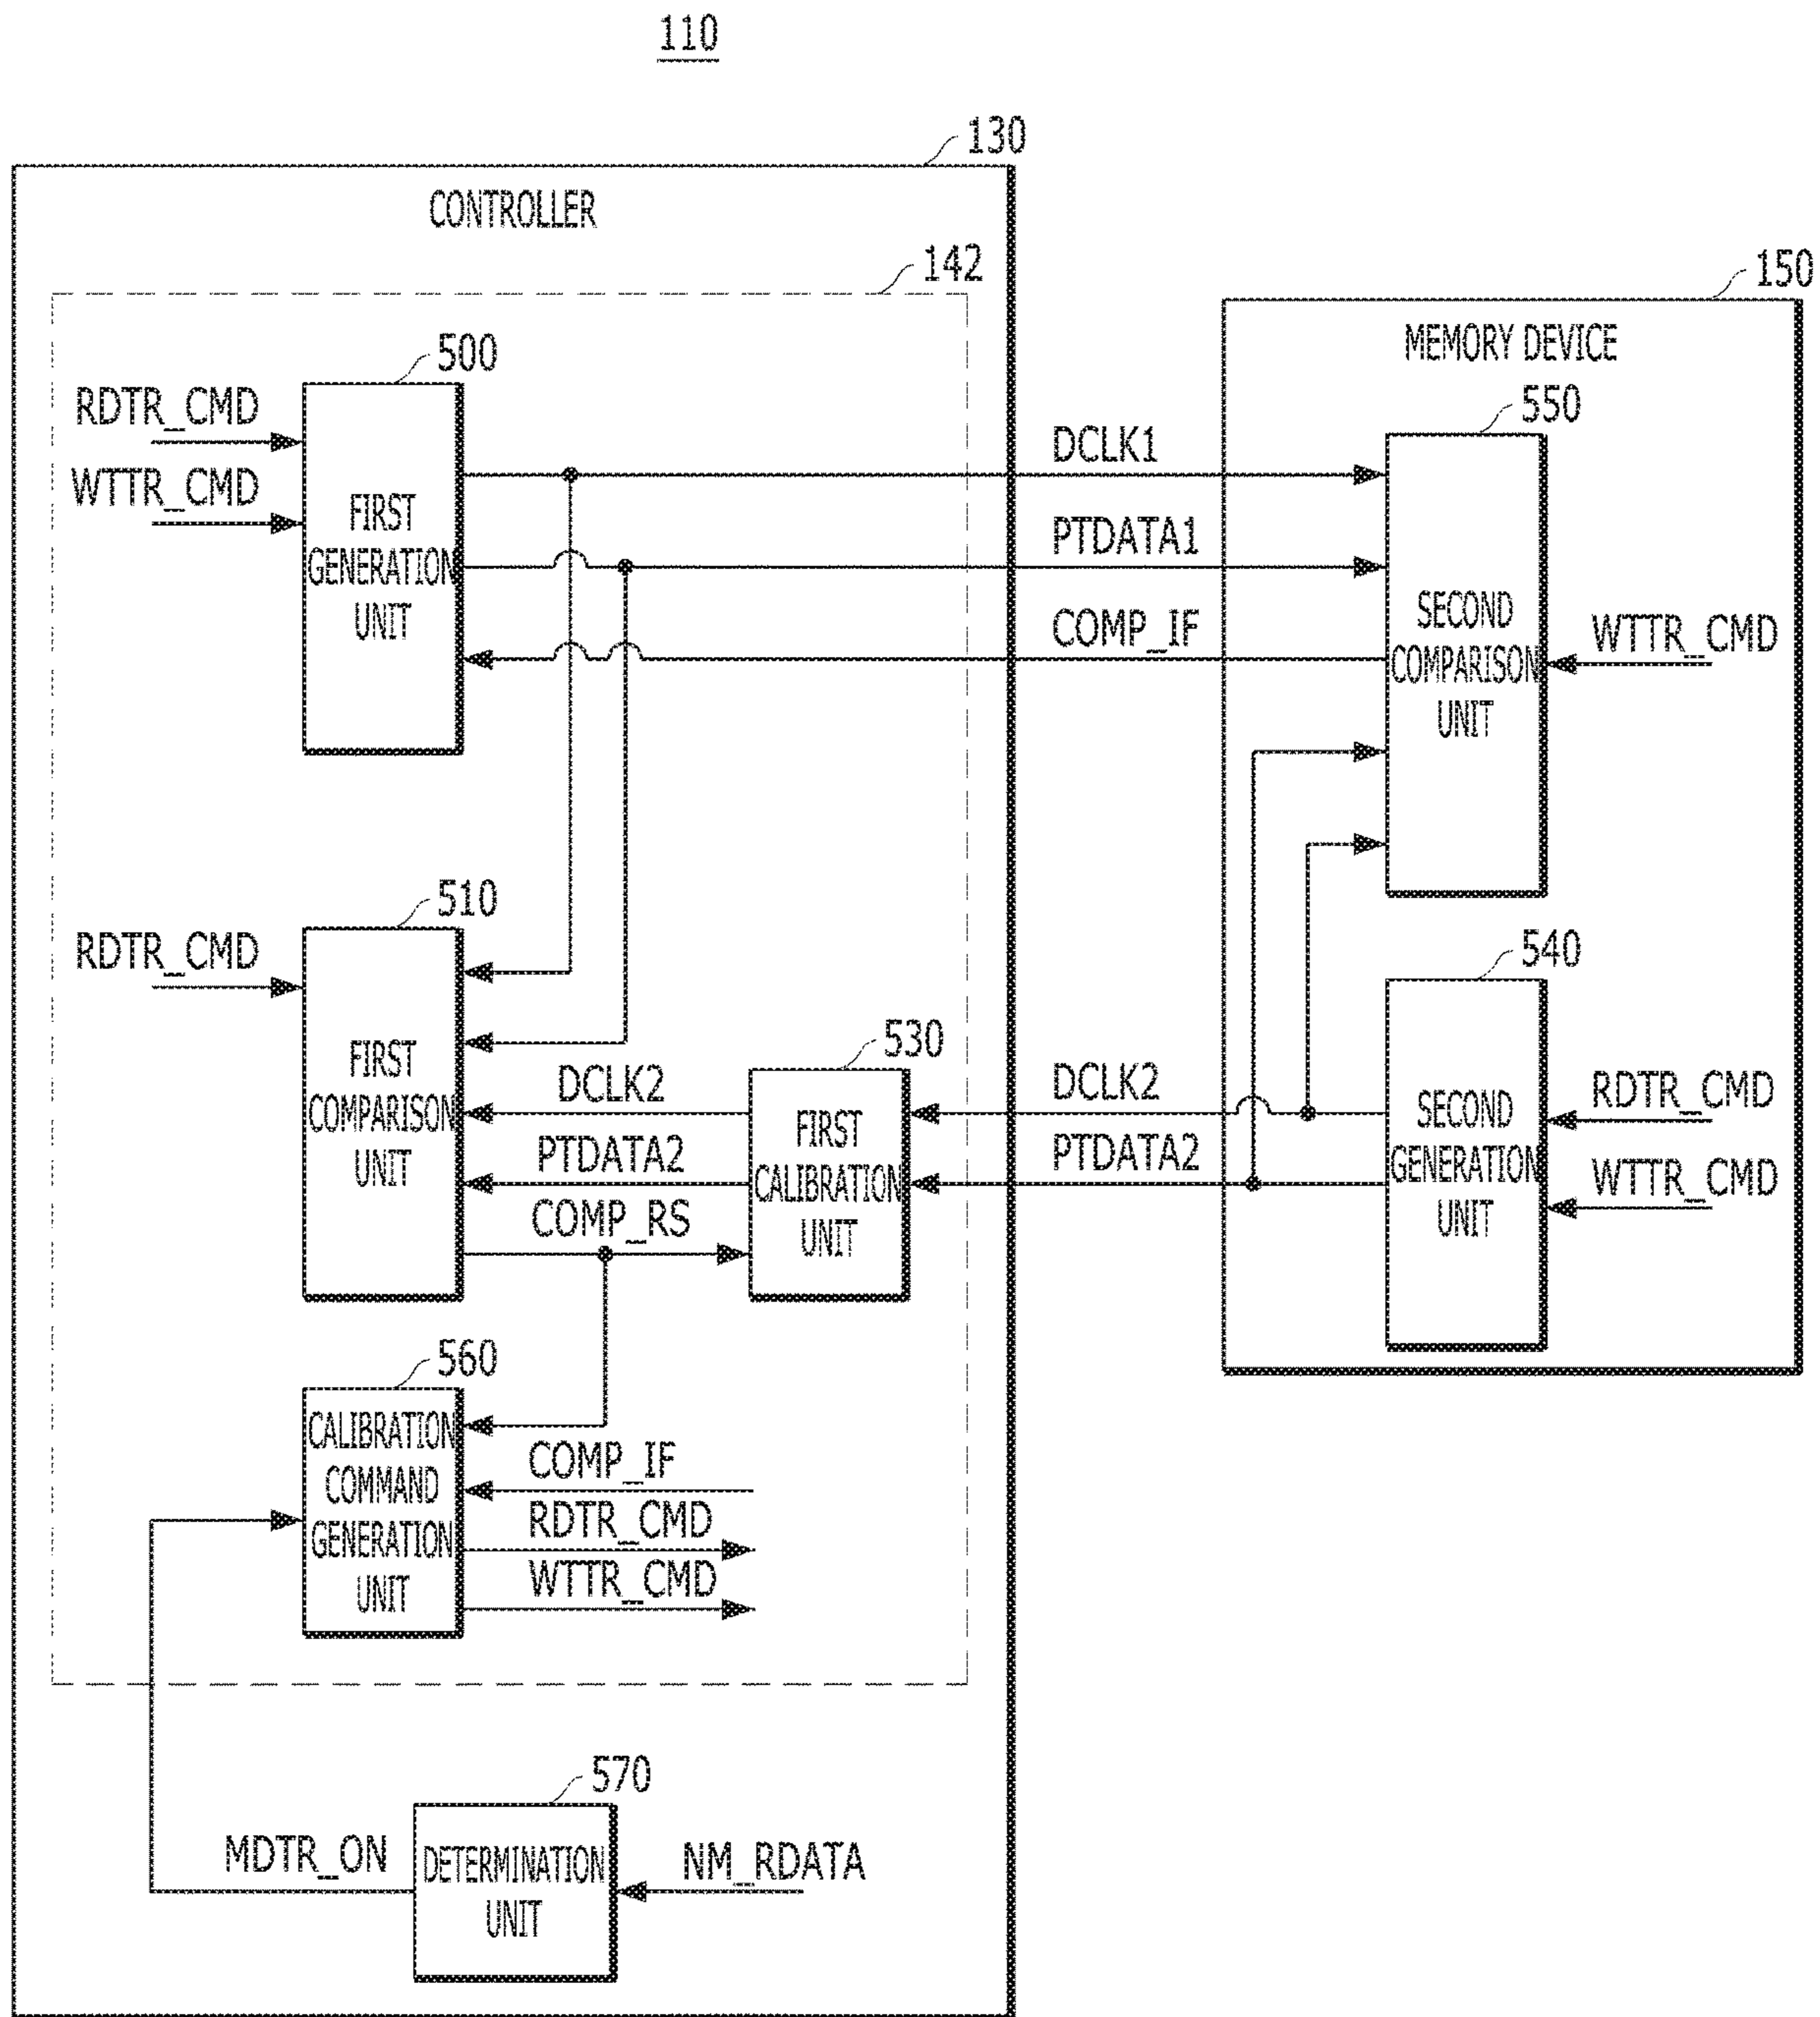 110
130
CONTROLLER
142
150
MEMORY DEVICE
500
RDTR_CMD
WTTR_CMD
FIRST
GENERATION
UNIT
DCLK1
PTDATA1
COMP_IF
550
SECOND
COMPARISON
UNIT
WTTR_CMD
510
RDTR_CMD
FIRST
COMPARISON
UNIT
DCLK2
PTDATA2
COMP_RS
530
FIRST
CALIBRATION
UNIT
DCLK2
PTDATA2
540
SECOND
GENERATION
UNIT
RDTR_CMD
WTTR_CMD
560
CALIBRATION
COMMAND
GENERATION
UNIT
COMP_IF
RDTR_CMD
WTTR_CMD
570
MDTR_ON
DETERMINATION
UNIT
NM_RDATA